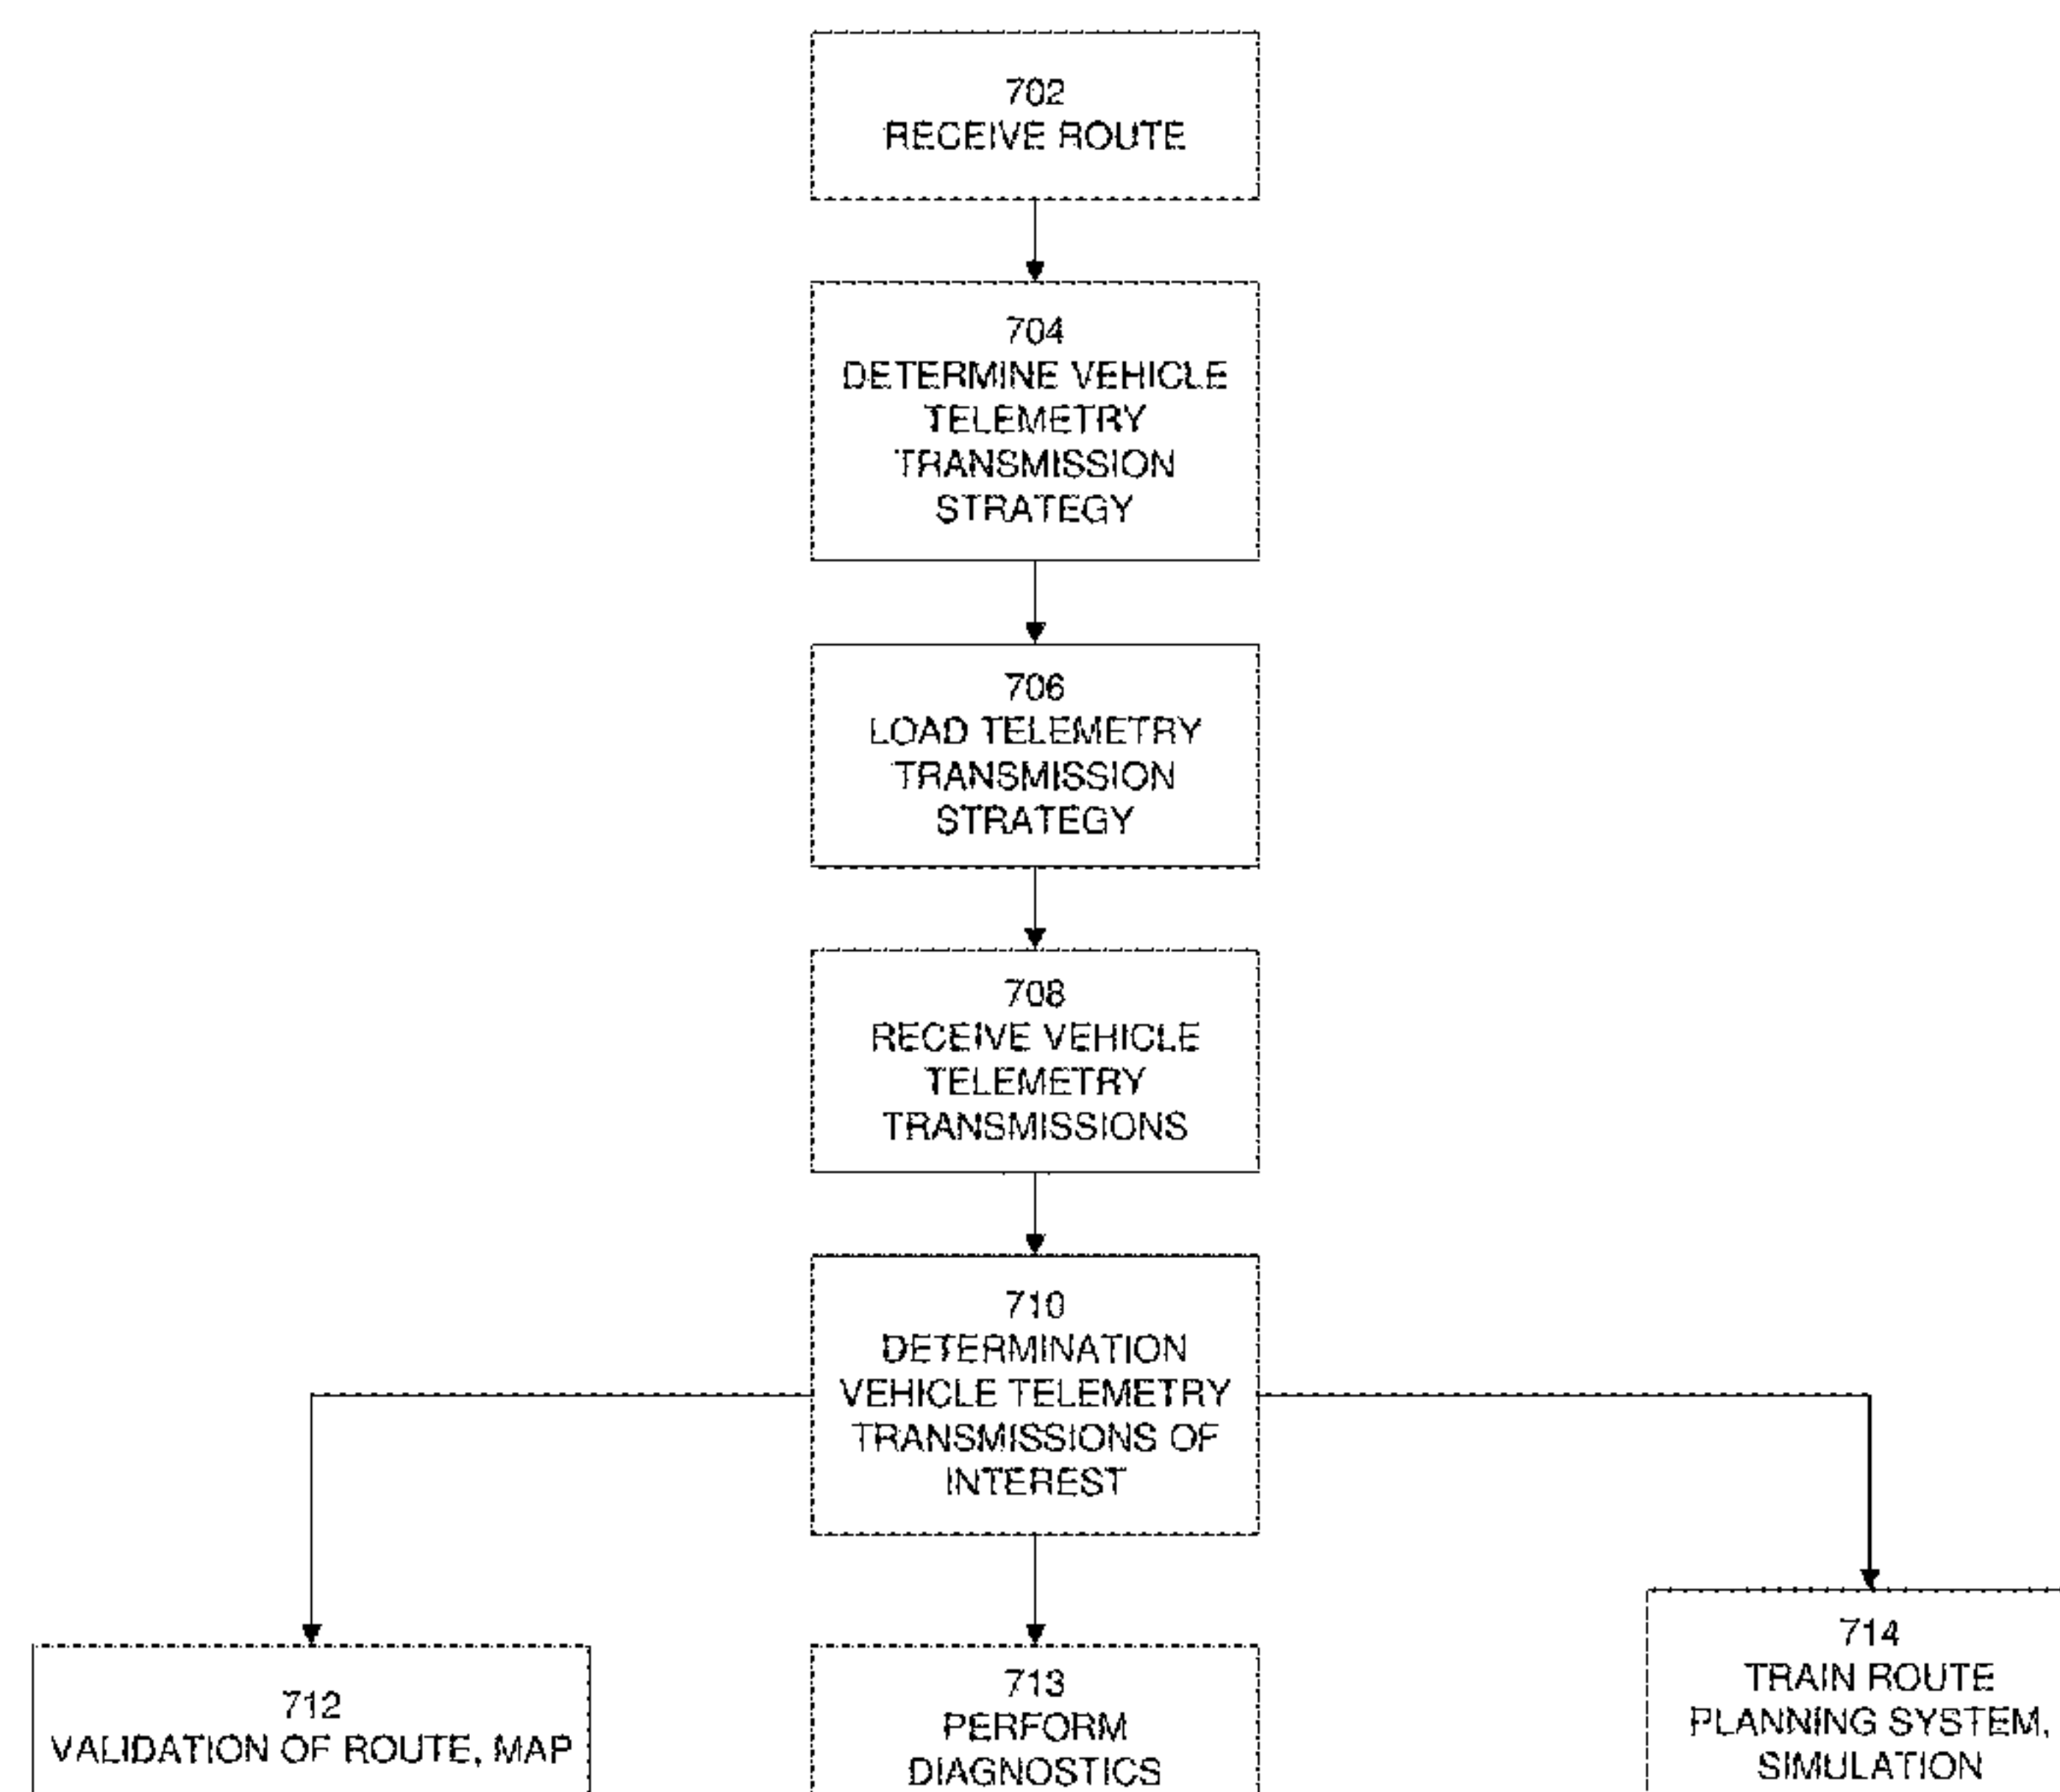 702
RECEIVE ROUTE
704
DETERMINE VEHICLE
TELEMETRY
TRANSMISSION
STRATEGY
706
LOAD TELEMETRY
TRANSMISSION
STRATEGY
708
RECEIVE VEHICLE
TELEMETRY
TRANSMISSIONS
710
DETERMINATION
VEHICLE TELEMETRY
TRANSMISSIONS OF
INTEREST
712
VALIDATION OF ROUTE, MAP
713
PERFORM
DIAGNOSTICS
714
TRAIN ROUTE
PLANNING SYSTEM,
SIMULATION